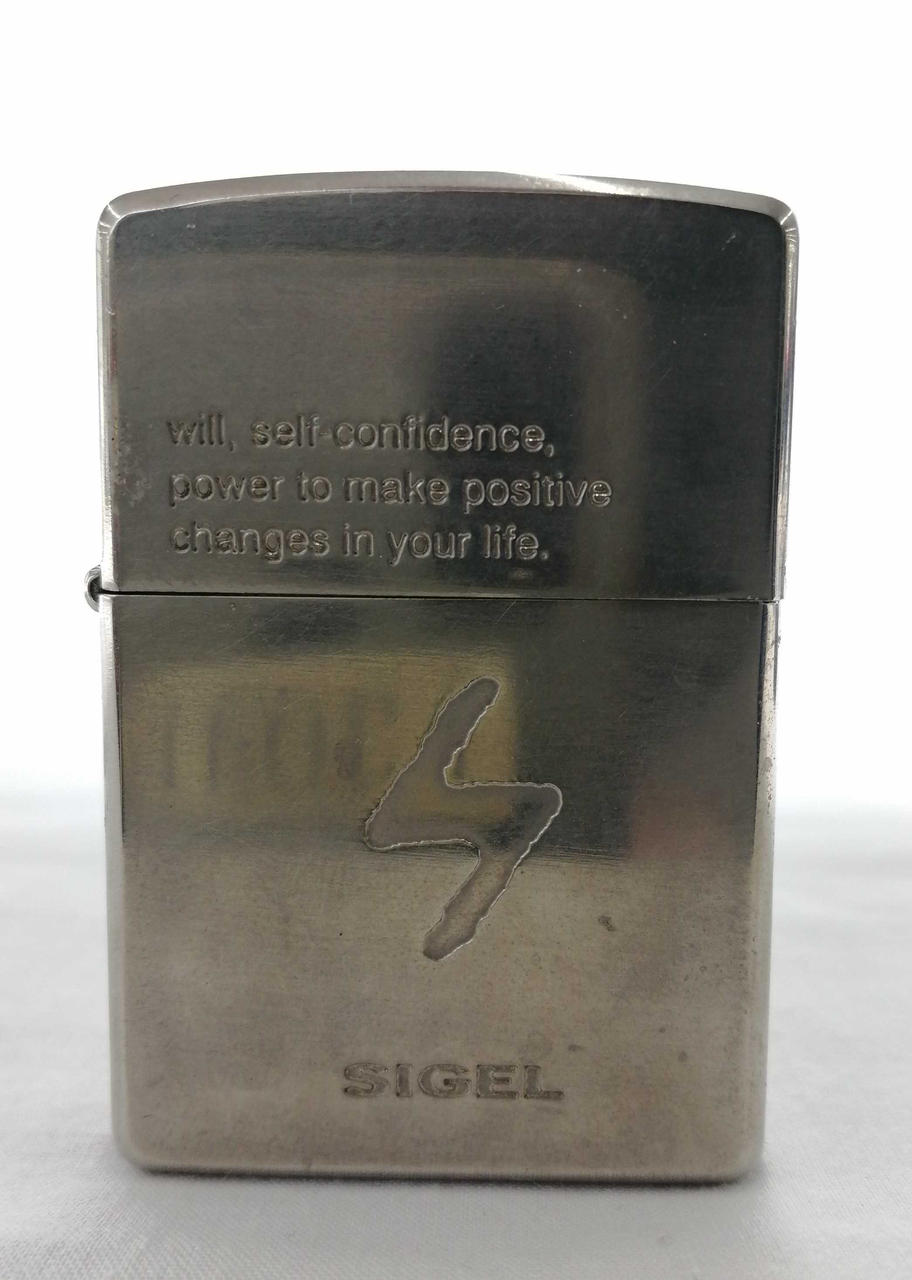 will, self-confidence,
power to make positive
changes in your life.
SIGEL